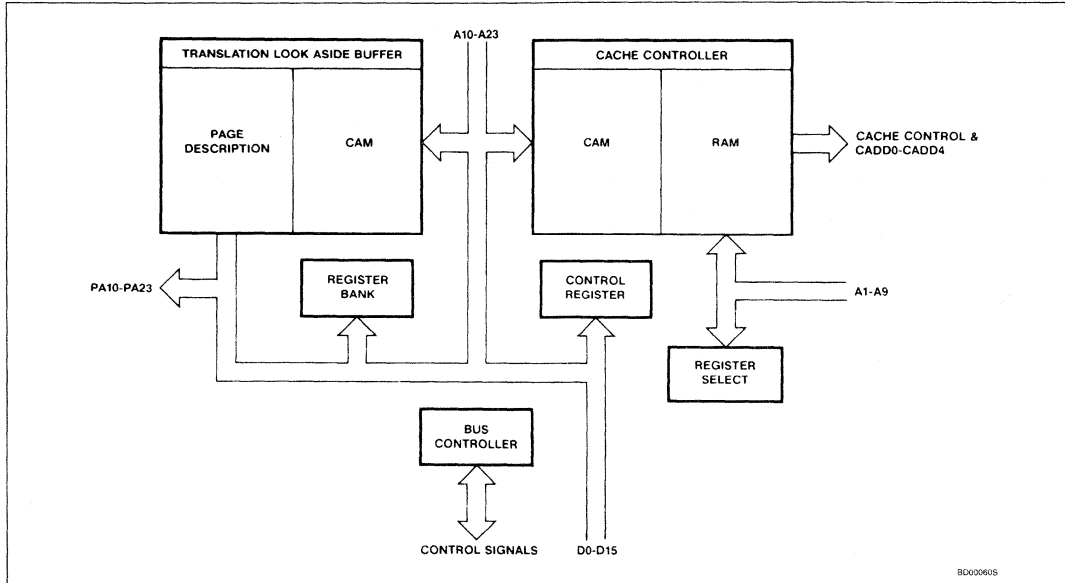 A10-A23
TRANSLATION LOOK ASIDE BUFFER
PAGE
DESCRIPTION
CAM
CACHE CONTROLLER
CAM
RAM
CACHE CONTROL &
CADD0-CADD4
PA10-PA23
REGISTER
BANK
CONTROL
REGISTER
A1-A9
REGISTER
SELECT
BUS
CONTROLLER
CONTROL SIGNALS
D0-D15
BD00060S